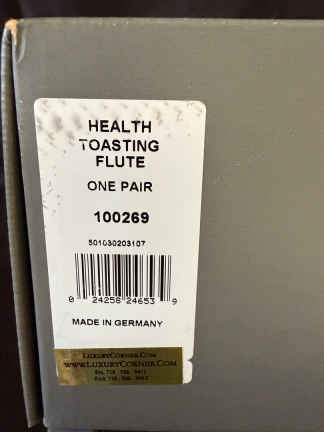 HEALTH
TOASTING
FLUTE
ONE PAIR
100269
501030203107
0 24258 24653 9
MADE IN GERMANY
LUXURYCORNER.COM
WWW.LUXURYCORNER.COM